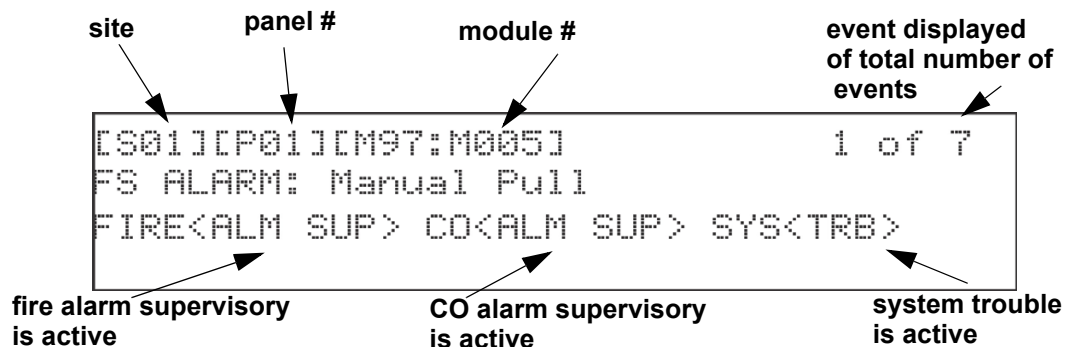 site
panel #
module #
event displayed
of total number of
events
[S01][P01][M97:M005] 1 of 7
FS ALARM: Manual Pull
FIRE<ALM SUP> CO<ALM SUP> SYS<TRB>
fire alarm supervisory
is active
CO alarm supervisory
is active
system trouble
is active